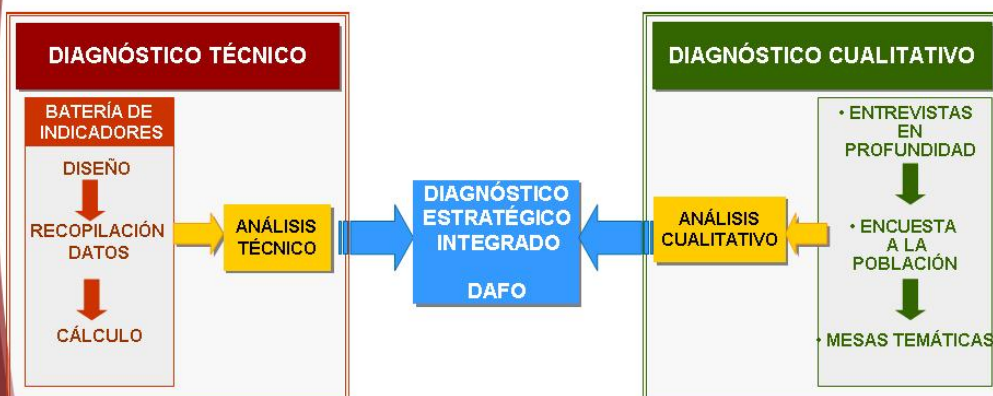 DIAGNÓSTICO TÉCNICO
BATERÍA DE
INDICADORES
DISEÑO
RECOPILACIÓN
DATOS
CÁLCULO
ANÁLISIS
TÉCNICO
DIAGNÓSTICO
ESTRATÉGICO
INTEGRADO
DAFO
DIAGNÓSTICO CUALITATIVO
ANÁLISIS
CUALITATIVO
• ENTREVISTAS
EN
PROFUNDIDAD
• ENCUESTA
A LA
POBLACIÓN
• MESAS TEMÁTICAS